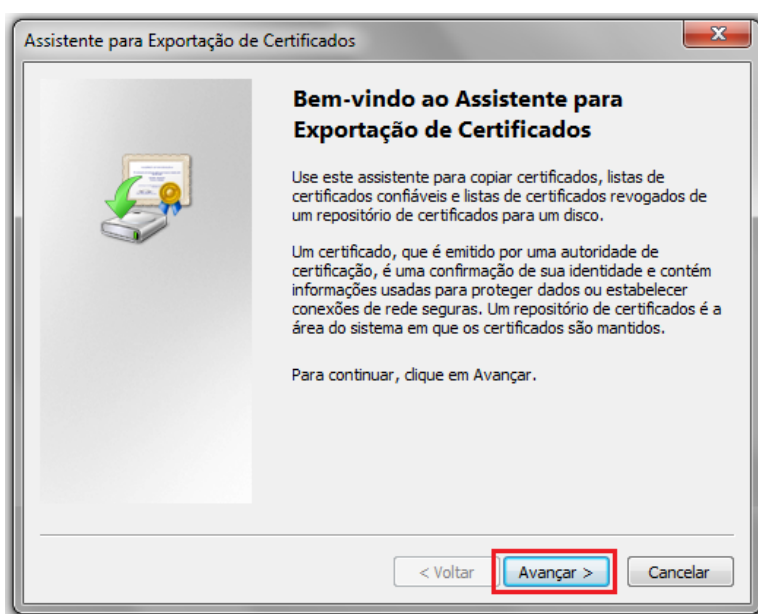 Assistente para Exportação de Certificados
Bem-vindo ao Assistente para
Exportação de Certificados
Use este assistente para copiar certificados, listas de
certificados confiáveis e listas de certificados revogados de
um repositório de certificados para um disco.
Um certificado, que é emitido por uma autoridade de
certificação, é uma confirmação de sua identidade e contém
informações usadas para proteger dados ou estabelecer
conexões de rede seguras. Um repositório de certificados é a
área do sistema em que os certificados são mantidos.
Para continuar, clique em Avançar.
< Voltar Avançar > Cancelar